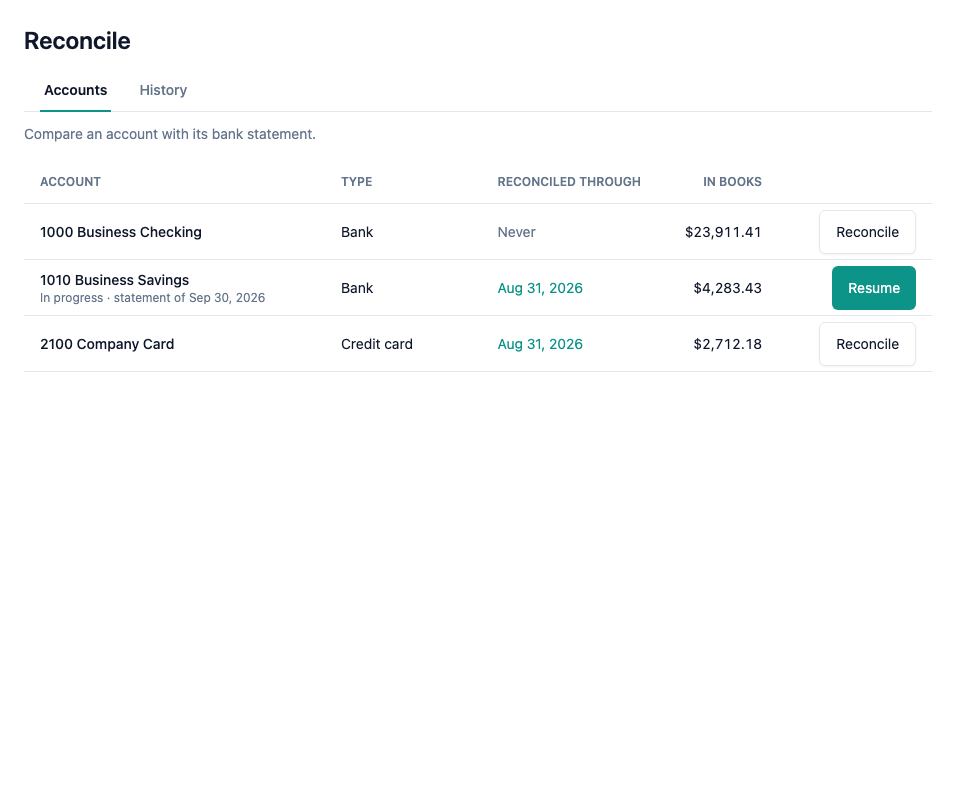 Reconcile
Accounts History
Compare an account with its bank statement.
ACCOUNT TYPE RECONCILED THROUGH IN BOOKS
1000 Business Checking Bank Never $23,911.41 Reconcile
1010 Business Savings
In progress · statement of Sep 30, 2026
Bank Aug 31, 2026 $4,283.43 Resume
2100 Company Card Credit card Aug 31, 2026 $2,712.18 Reconcile